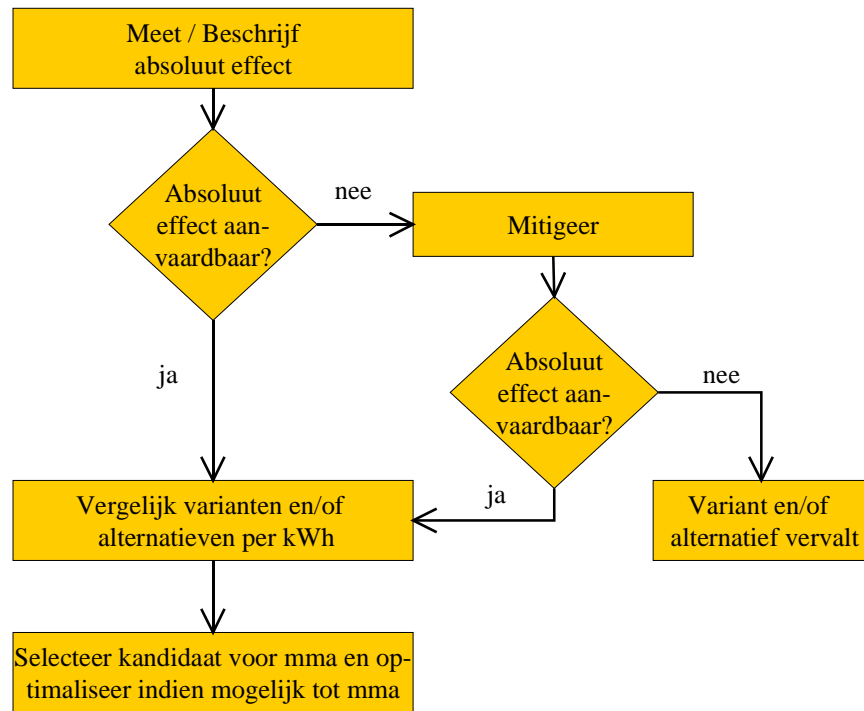 Meet / Beschrijf
absoluut effect
Absoluut
effect aan-
vaardbaar?
nee
Mitigeer
ja
Absoluut
effect aan-
vaardbaar?
nee
ja
Vergelijk varianten en/of
alternatieven per kWh
Variant en/of
alternatief vervalt
Selecteer kandidaat voor mma en op-
timaliseer indien mogelijk tot mma